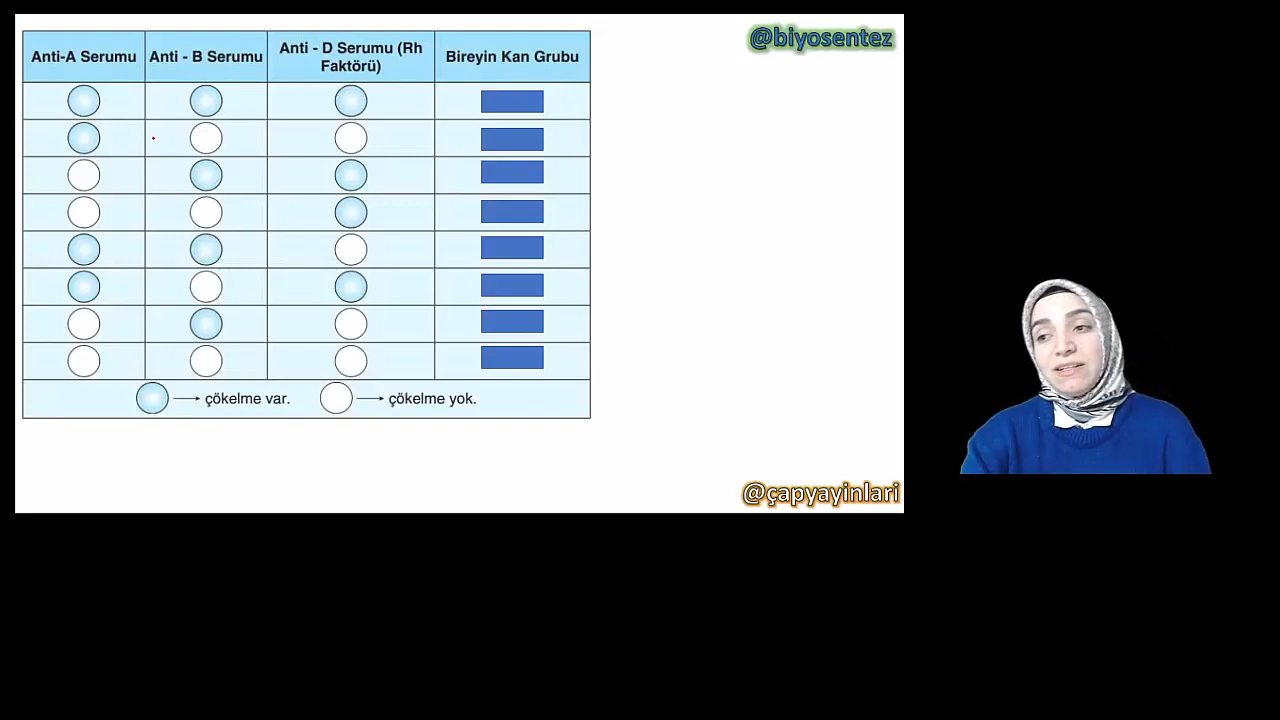 @biyosentez
Anti-A Serumu
Anti - B Serumu
Anti - D Serumu (Rh
Faktörü)
Bireyin Kan Grubu
çökelme var.
çökelme yok.
@çapyayinlari